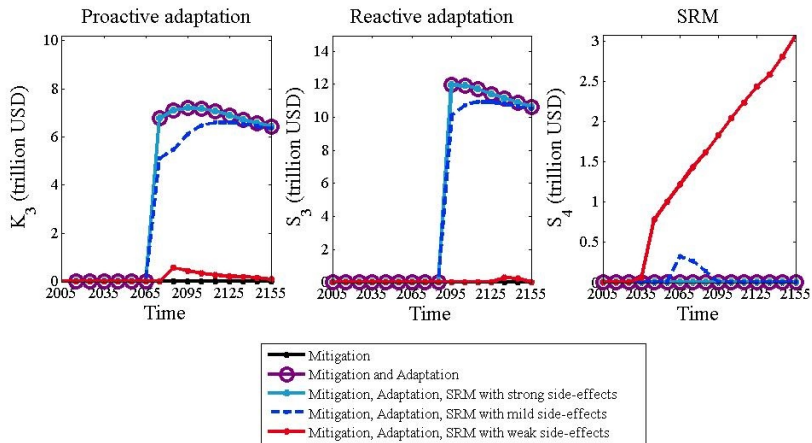 Proactive adaptation
Reactive adaptation
SRM
10
8
6
4
2
0
K3 (trillion USD)
2005 2035 2065 2095 2125 2155
Time
14
12
10
8
6
4
2
0
S3 (trillion USD)
2005 2035 2065 2095 2125 2155
Time
3
2.5
2
1.5
1
0.5
0
S4 (trillion USD)
2005 2035 2065 2095 2125 2155
Time
Mitigation
Mitigation and Adaptation
Mitigation, Adaptation, SRM with strong side-effects
Mitigation, Adaptation, SRM with mild side-effects
Mitigation, Adaptation, SRM with weak side-effects